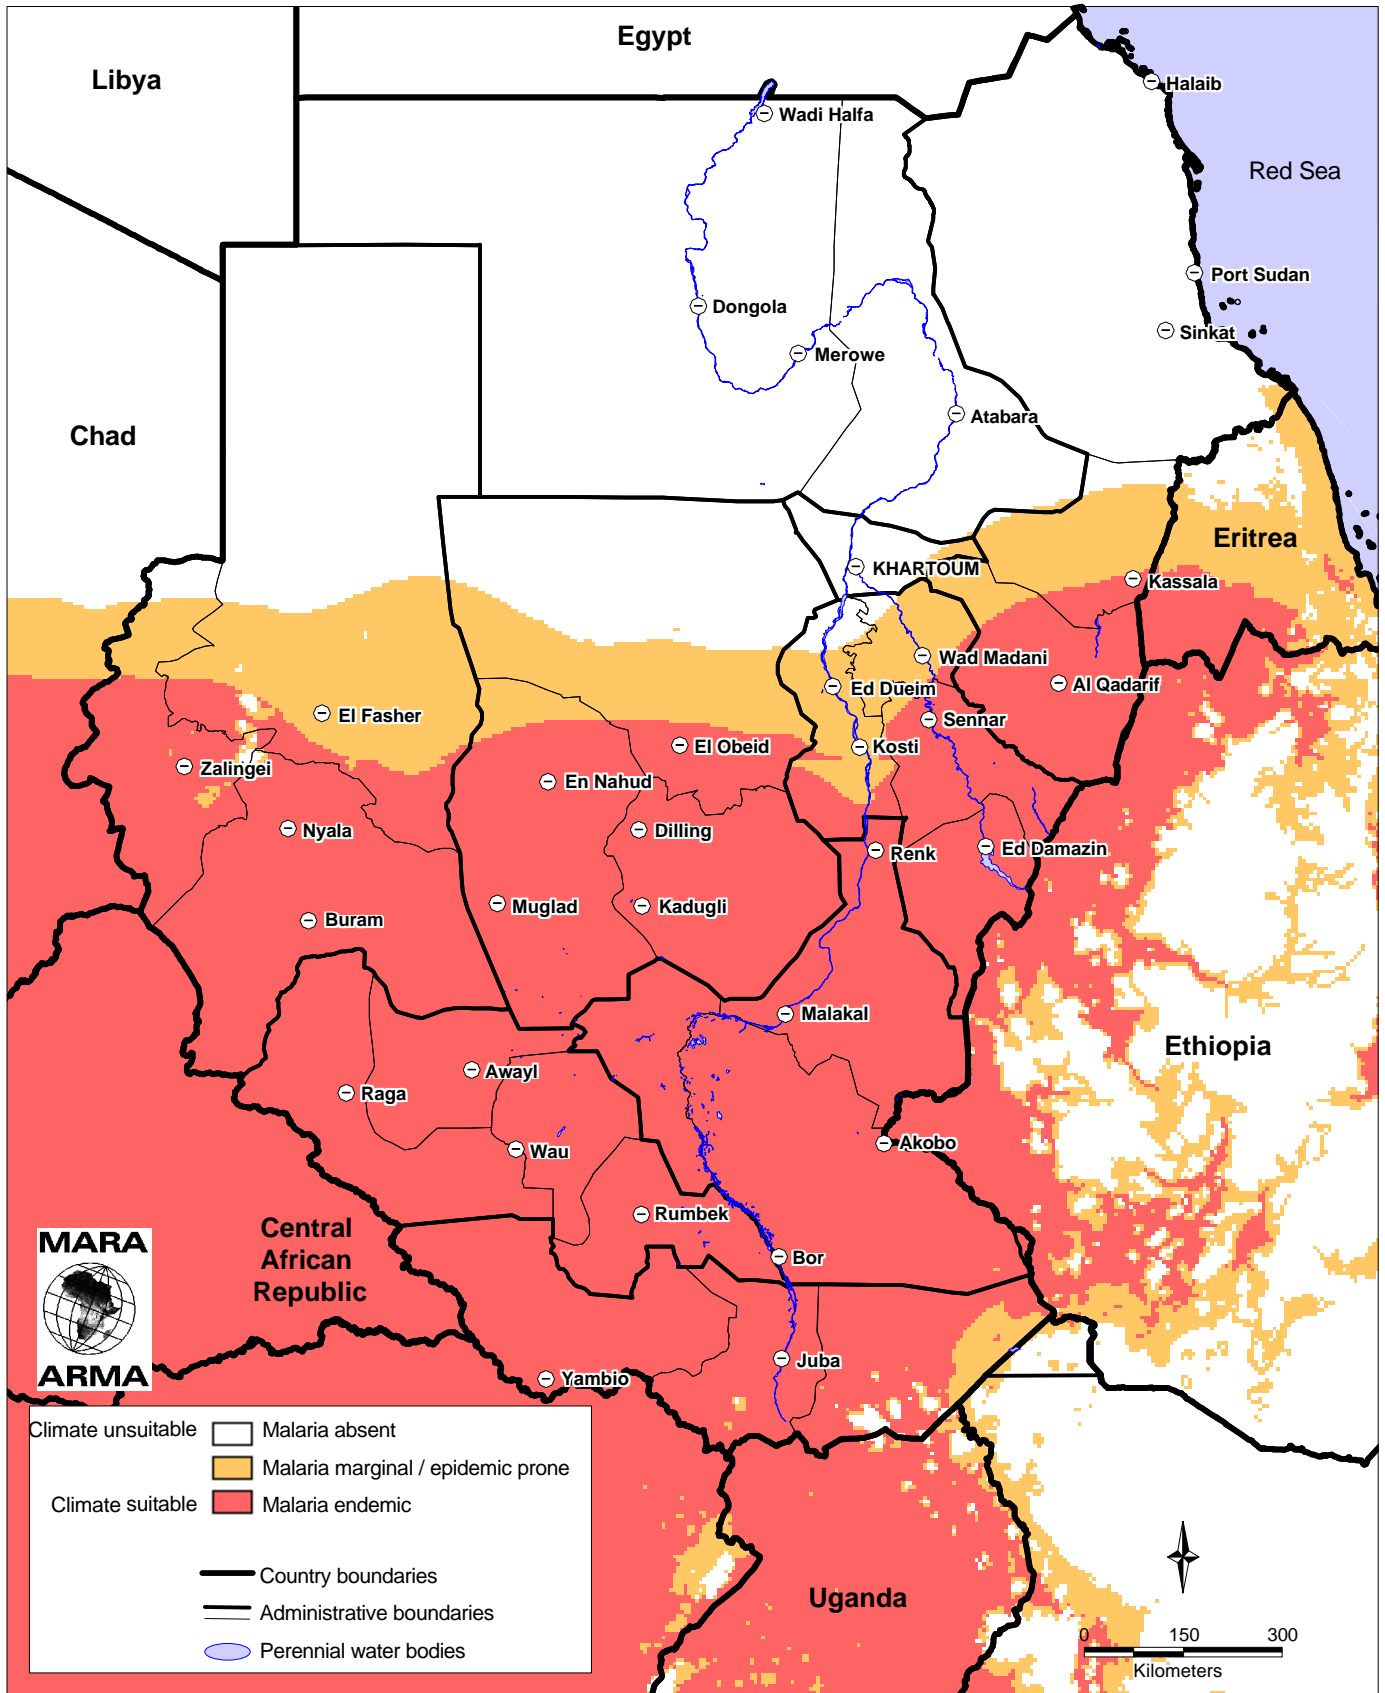 Egypt
Libya
Halaib
Wadi Halfa
Red Sea
Port Sudan
Dongola
Sinkat
Merowe
Atabara
Chad
Eritrea
KHARTOUM
Kassala
Wad Madani
Al Qadarif
Ed Dueim
El Fasher
Sennar
El Obeid
Kosti
Zalingei
En Nahud
Nyala
Dilling
Ed Damazin
Renk
Muglad
Kadugli
Buram
Malakal
Ethiopia
Awayl
Raga
Akobo
Wau
Rumbek
Central
African
Republic
MARA
Bor
ARMA
Juba
Yambio
Climate unsuitable
Malaria absent
Malaria marginal / epidemic prone
Climate suitable
Malaria endemic
Country boundaries
Uganda
Administrative boundaries
0 150 300
Perennial water bodies
Kilometers